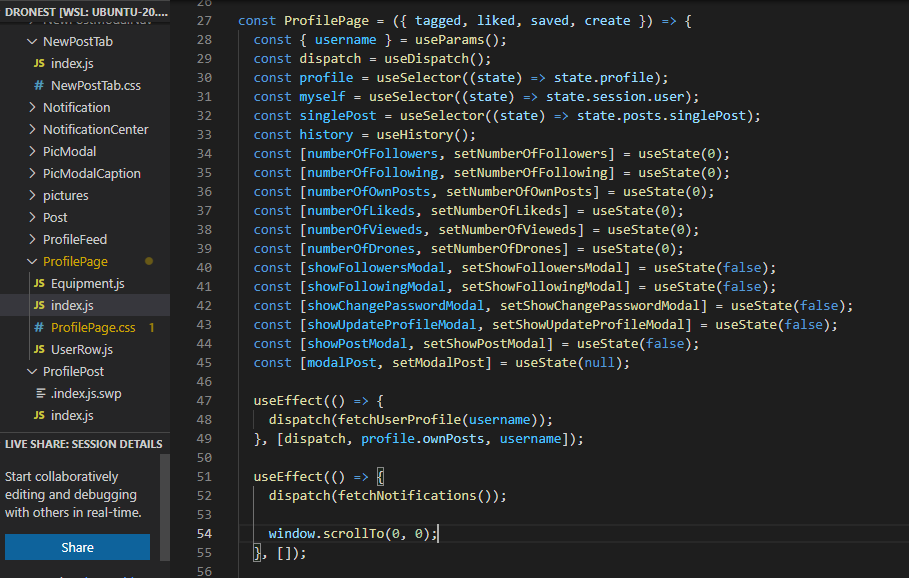 DRONEST [WSL: UBUNTU-20....
NewPostTab
JS index.js
# NewPostTab.css
Notification
NotificationCenter
PicModal
PicModalCaption
pictures
Post
ProfileFeed
ProfilePage
JS Equipment.js
JS index.js
# ProfilePage.css 1
JS UserRow.js
ProfilePost
.index.js.swp
JS index.js
LIVE SHARE: SESSION DETAILS
Start collaboratively
editing and debugging
with others in real-time.
Share
27 const ProfilePage = ({ tagged, liked, saved, create }) => {
28 const { username } = useParams();
29 const dispatch = useDispatch();
30 const profile = useSelector((state) => state.profile);
31 const myself = useSelector((state) => state.session.user);
32 const singlePost = useSelector((state) => state.posts.singlePost);
33 const history = useHistory();
34 const [numberOfFollowers, setNumberOfFollowers] = useState(0);
35 const [numberOfFollowing, setNumberOfFollowing] = useState(0);
36 const [numberOfOwnPosts, setNumberOfOwnPosts] = useState(0);
37 const [numberOfLikeds, setNumberOfLikeds] = useState(0);
38 const [numberOfVieweds, setNumberOfVieweds] = useState(0);
39 const [numberOfDrones, setNumberOfDrones] = useState(0);
40 const [showFollowersModal, setShowFollowersModal] = useState(false);
41 const [showFollowingModal, setShowFollowingModal] = useState(false);
42 const [showChangePasswordModal, setShowChangePasswordModal] = useState(false);
43 const [showUpdateProfileModal, setShowUpdateProfileModal] = useState(false);
44 const [showPostModal, setShowPostModal] = useState(false);
45 const [modalPost, setModalPost] = useState(null);
46
47 useEffect(() => {
48 dispatch(fetchUserProfile(username));
49 }, [dispatch, profile.ownPosts, username]);
50
51 useEffect(() => {
52 dispatch(fetchNotifications());
53
54 window.scrollTo(0, 0);
55 }, []);
56